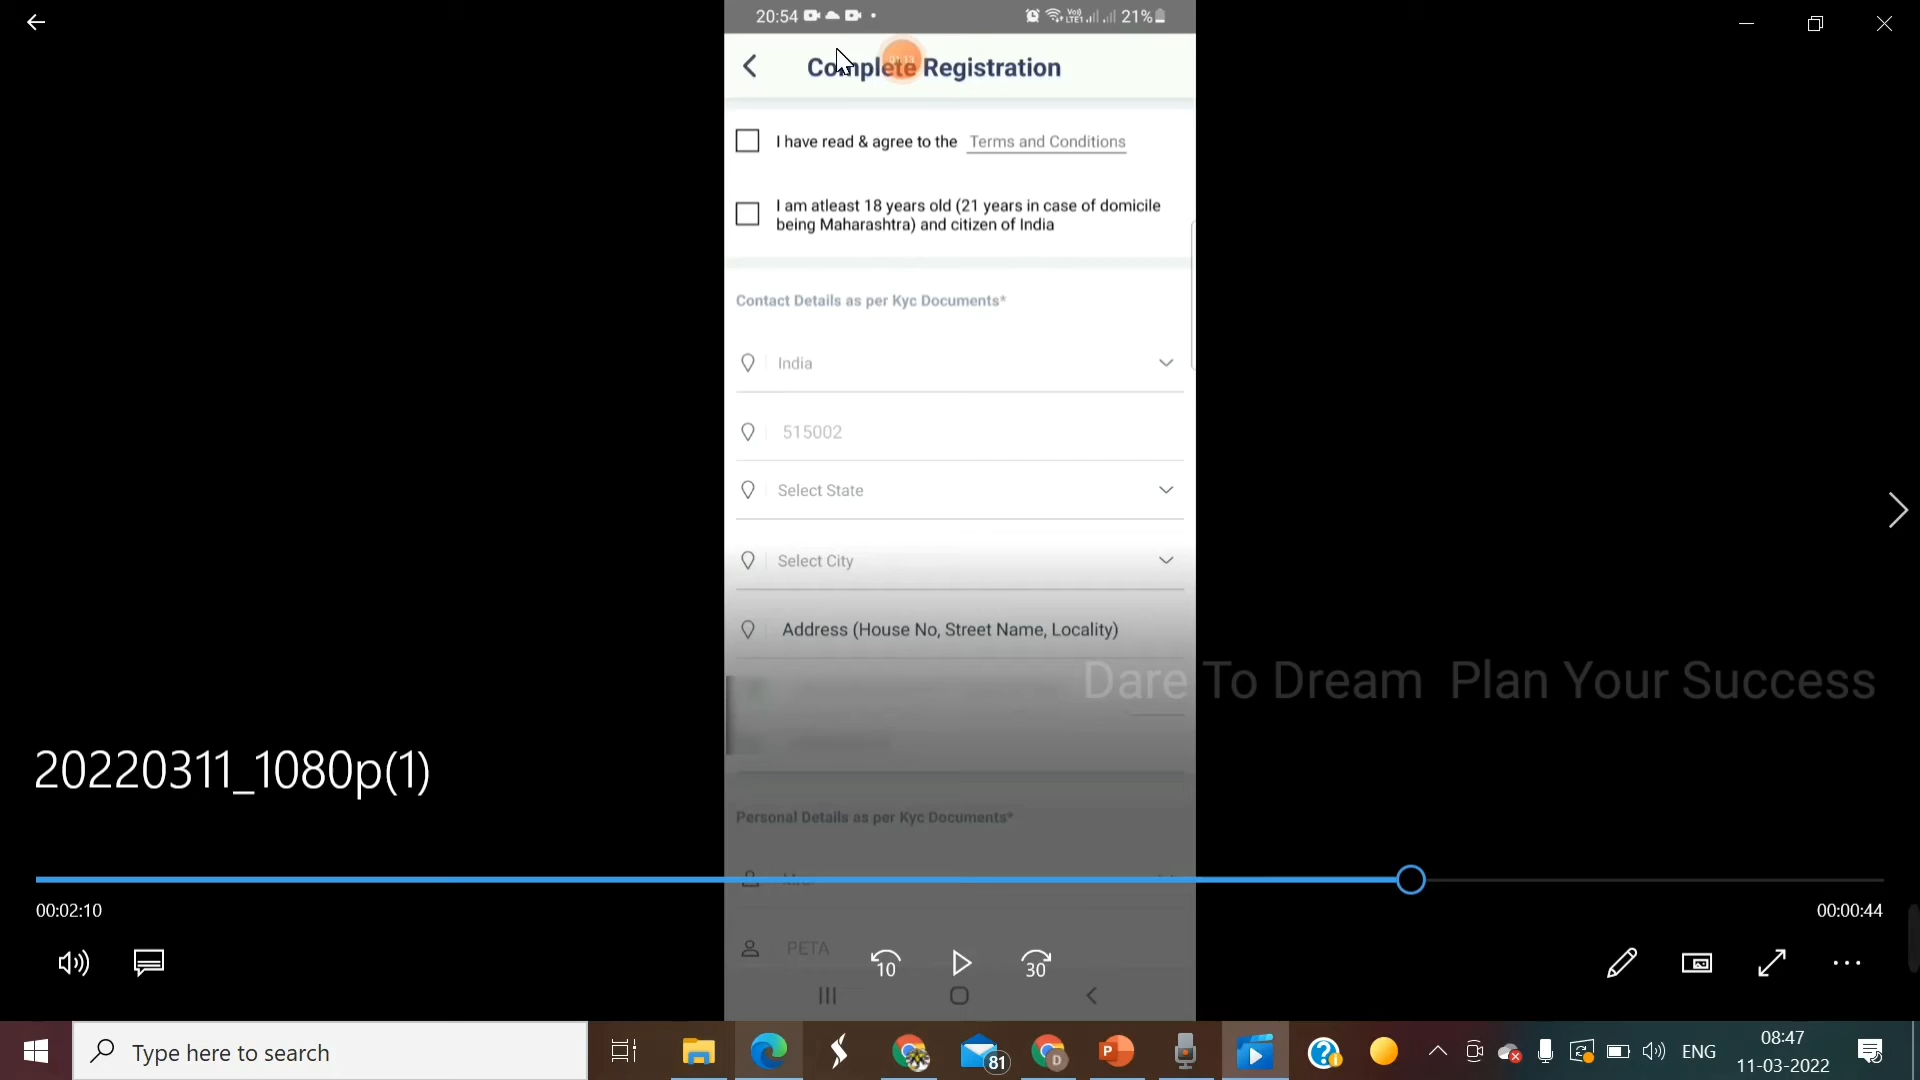 20:54 21%
Complete Registration
I have read & agree to the Terms and Conditions
I am atleast 18 years old (21 years in case of domicile
being Maharashtra) and citizen of India
Contact Details as per Kyc Documents*
India
515002
Select State
Select City
Address (House No, Street Name, Locality)
Dare To Dream Plan Your Success
20220311_1080p(1)
Personal Details as per Kyc Documents*
00:02:10
00:00:44
PETA
10
30
Type here to search
81
D
P
ENG
08:47
11-03-2022